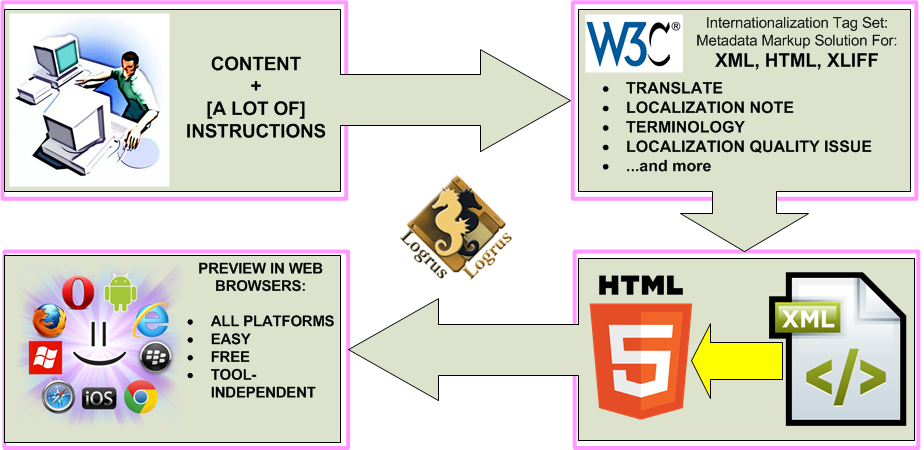 CONTENT
+
[A LOT OF]
INSTRUCTIONS
W3C®
Internationalization Tag Set:
Metadata Markup Solution For:
XML, HTML, XLIFF
• TRANSLATE
• LOCALIZATION NOTE
• TERMINOLOGY
• LOCALIZATION QUALITY ISSUE
• ...and more
Logrus
Logrus
PREVIEW IN WEB
BROWSERS:
• ALL PLATFORMS
• EASY
• FREE
• TOOL-
INDEPENDENT
iOS
HTML
5
XML
</>